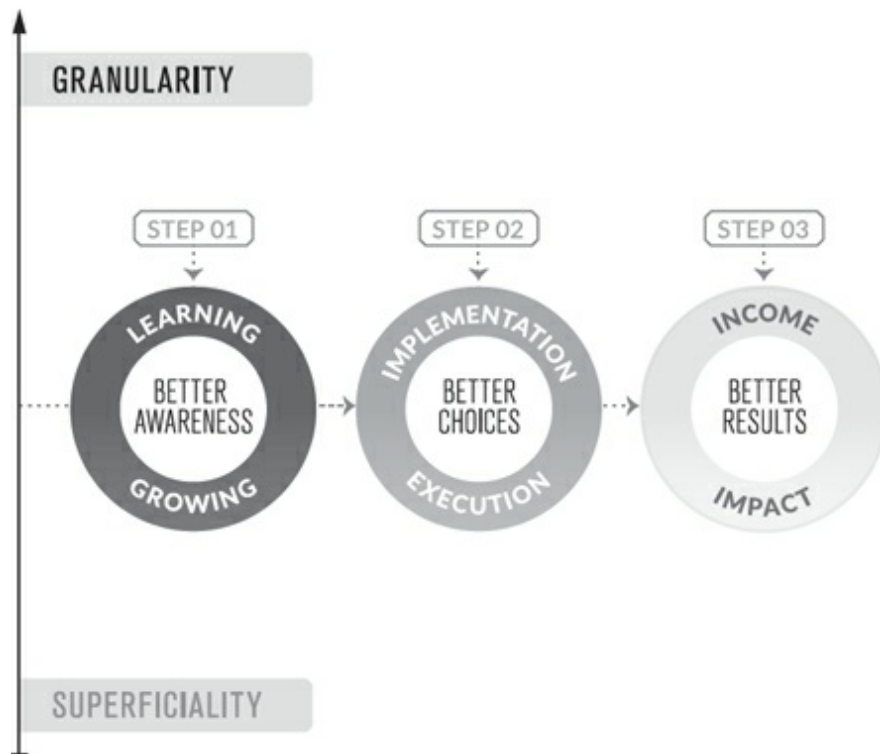 GRANULARITY
STEP 01
STEP 02
STEP 03
LEARNING
BETTER
AWARENESS
GROWING
IMPLEMENTATION
BETTER
CHOICES
EXECUTION
INCOME
BETTER
RESULTS
IMPACT
SUPERFICIALITY